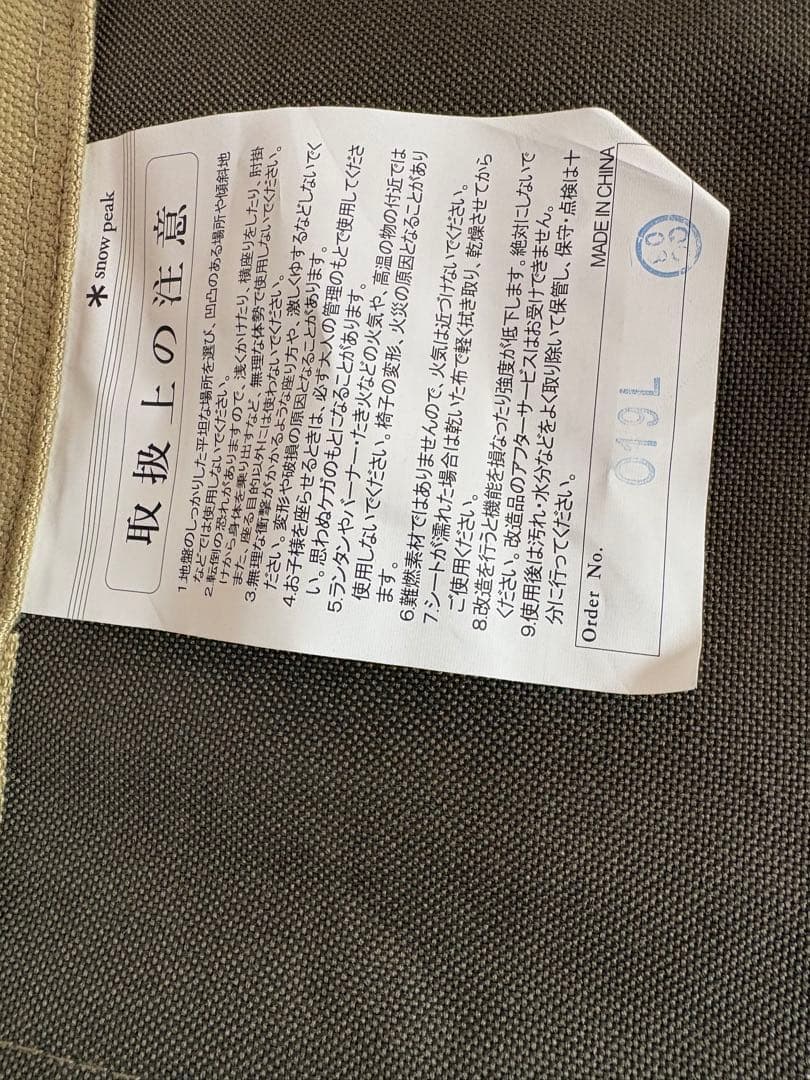 snow peak
取扱上の注意
1.地盤のしっかりした平坦な場所を選び、凹凸のある場所や傾斜地
などでは使用しないでください。
2.転倒の恐れがありますので、浅くかけたり、横座りをしたり、肘掛
けから身体を乗り出すなど、無理な体勢で使用しないでください。
また、座る目的以外には使わないでください。
3.無理な衝撃がかかるような座り方や、激しくゆするなどしないでく
ださい。変形や破損の原因となることがあります。
4.お子様を座らせるときは、必ず大人の管理のもとで使用してくださ
い。思わぬケガのもとになることがあります。
5.ランタンやバーナー・たき火などの火気や、高温の物の付近では
使用しないでください。椅子の変形、火災の原因となることがあり
ます。
6.難燃素材ではありませんので、火気は近づけないでください。
7.シートが濡れた場合は乾いた布で軽く拭き取り、乾燥させてから
ご使用ください。
8.改造を行うと機能を損なったり強度が低下します。絶対にしないで
ください。改造品のアフターサービスはお受けできません。
9.使用後は汚れ・水分などをよく取り除いて保管し、保守・点検は十
分に行ってください。
MADE IN CHINA
Order No.
019L